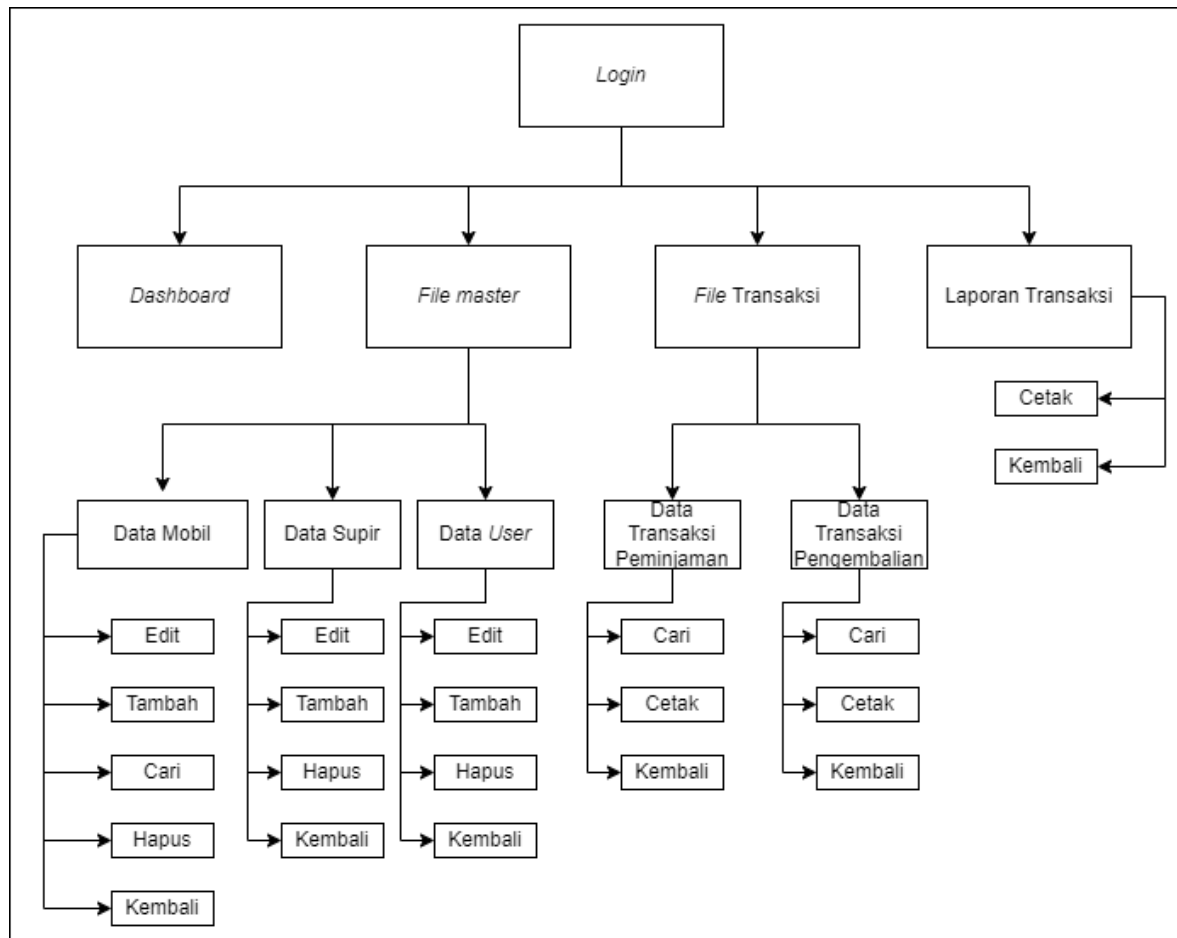 Login
Dashboard
File master
File Transaksi
Laporan Transaksi
Cetak
Kembali
Data Mobil
Data Supir
Data User
Data
Transaksi
Peminjaman
Data
Transaksi
Pengembalian
Edit
Tambah
Cari
Hapus
Kembali
Edit
Tambah
Hapus
Kembali
Edit
Tambah
Hapus
Kembali
Cari
Cetak
Kembali
Cari
Cetak
Kembali